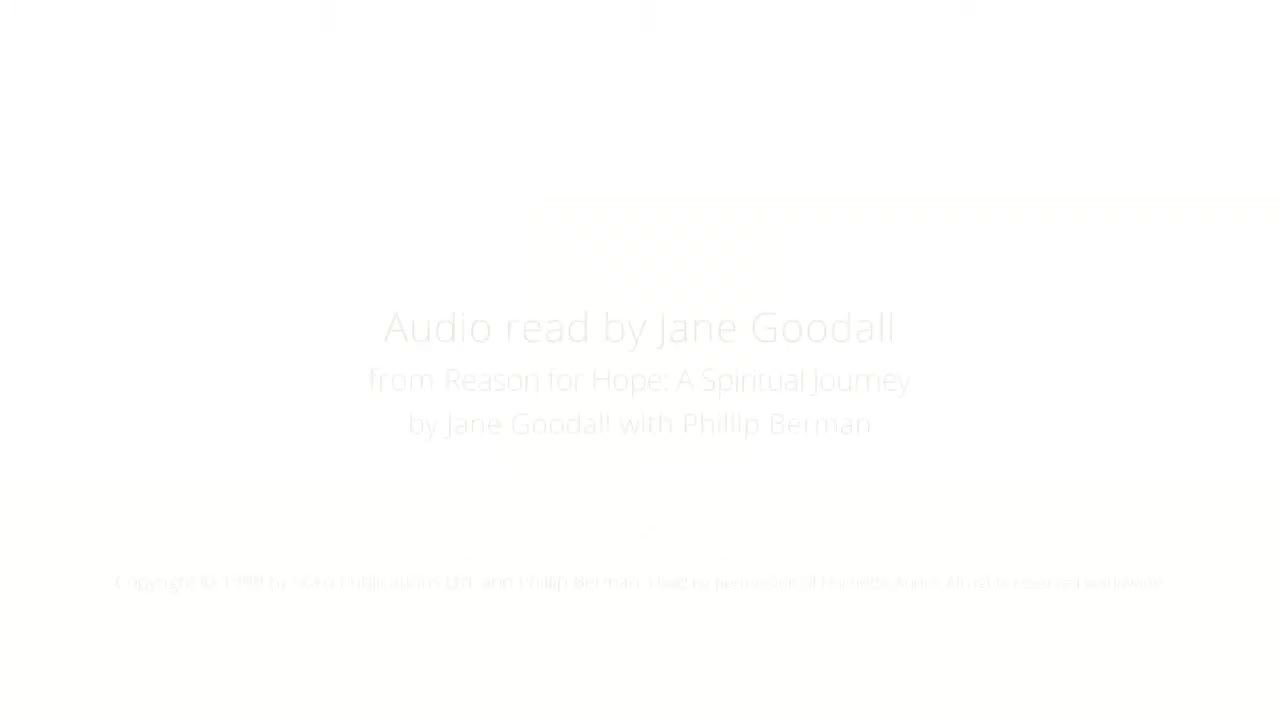 Audio read by Jane Goodall
from Reason for Hope: A Spiritual Journey
by Jane Goodall with Phillip Berman
Copyright © 1999 by Soko Publications Ltd. and Phillip Berman. Used by permission of Hachette Audio. All rights reserved worldwide.